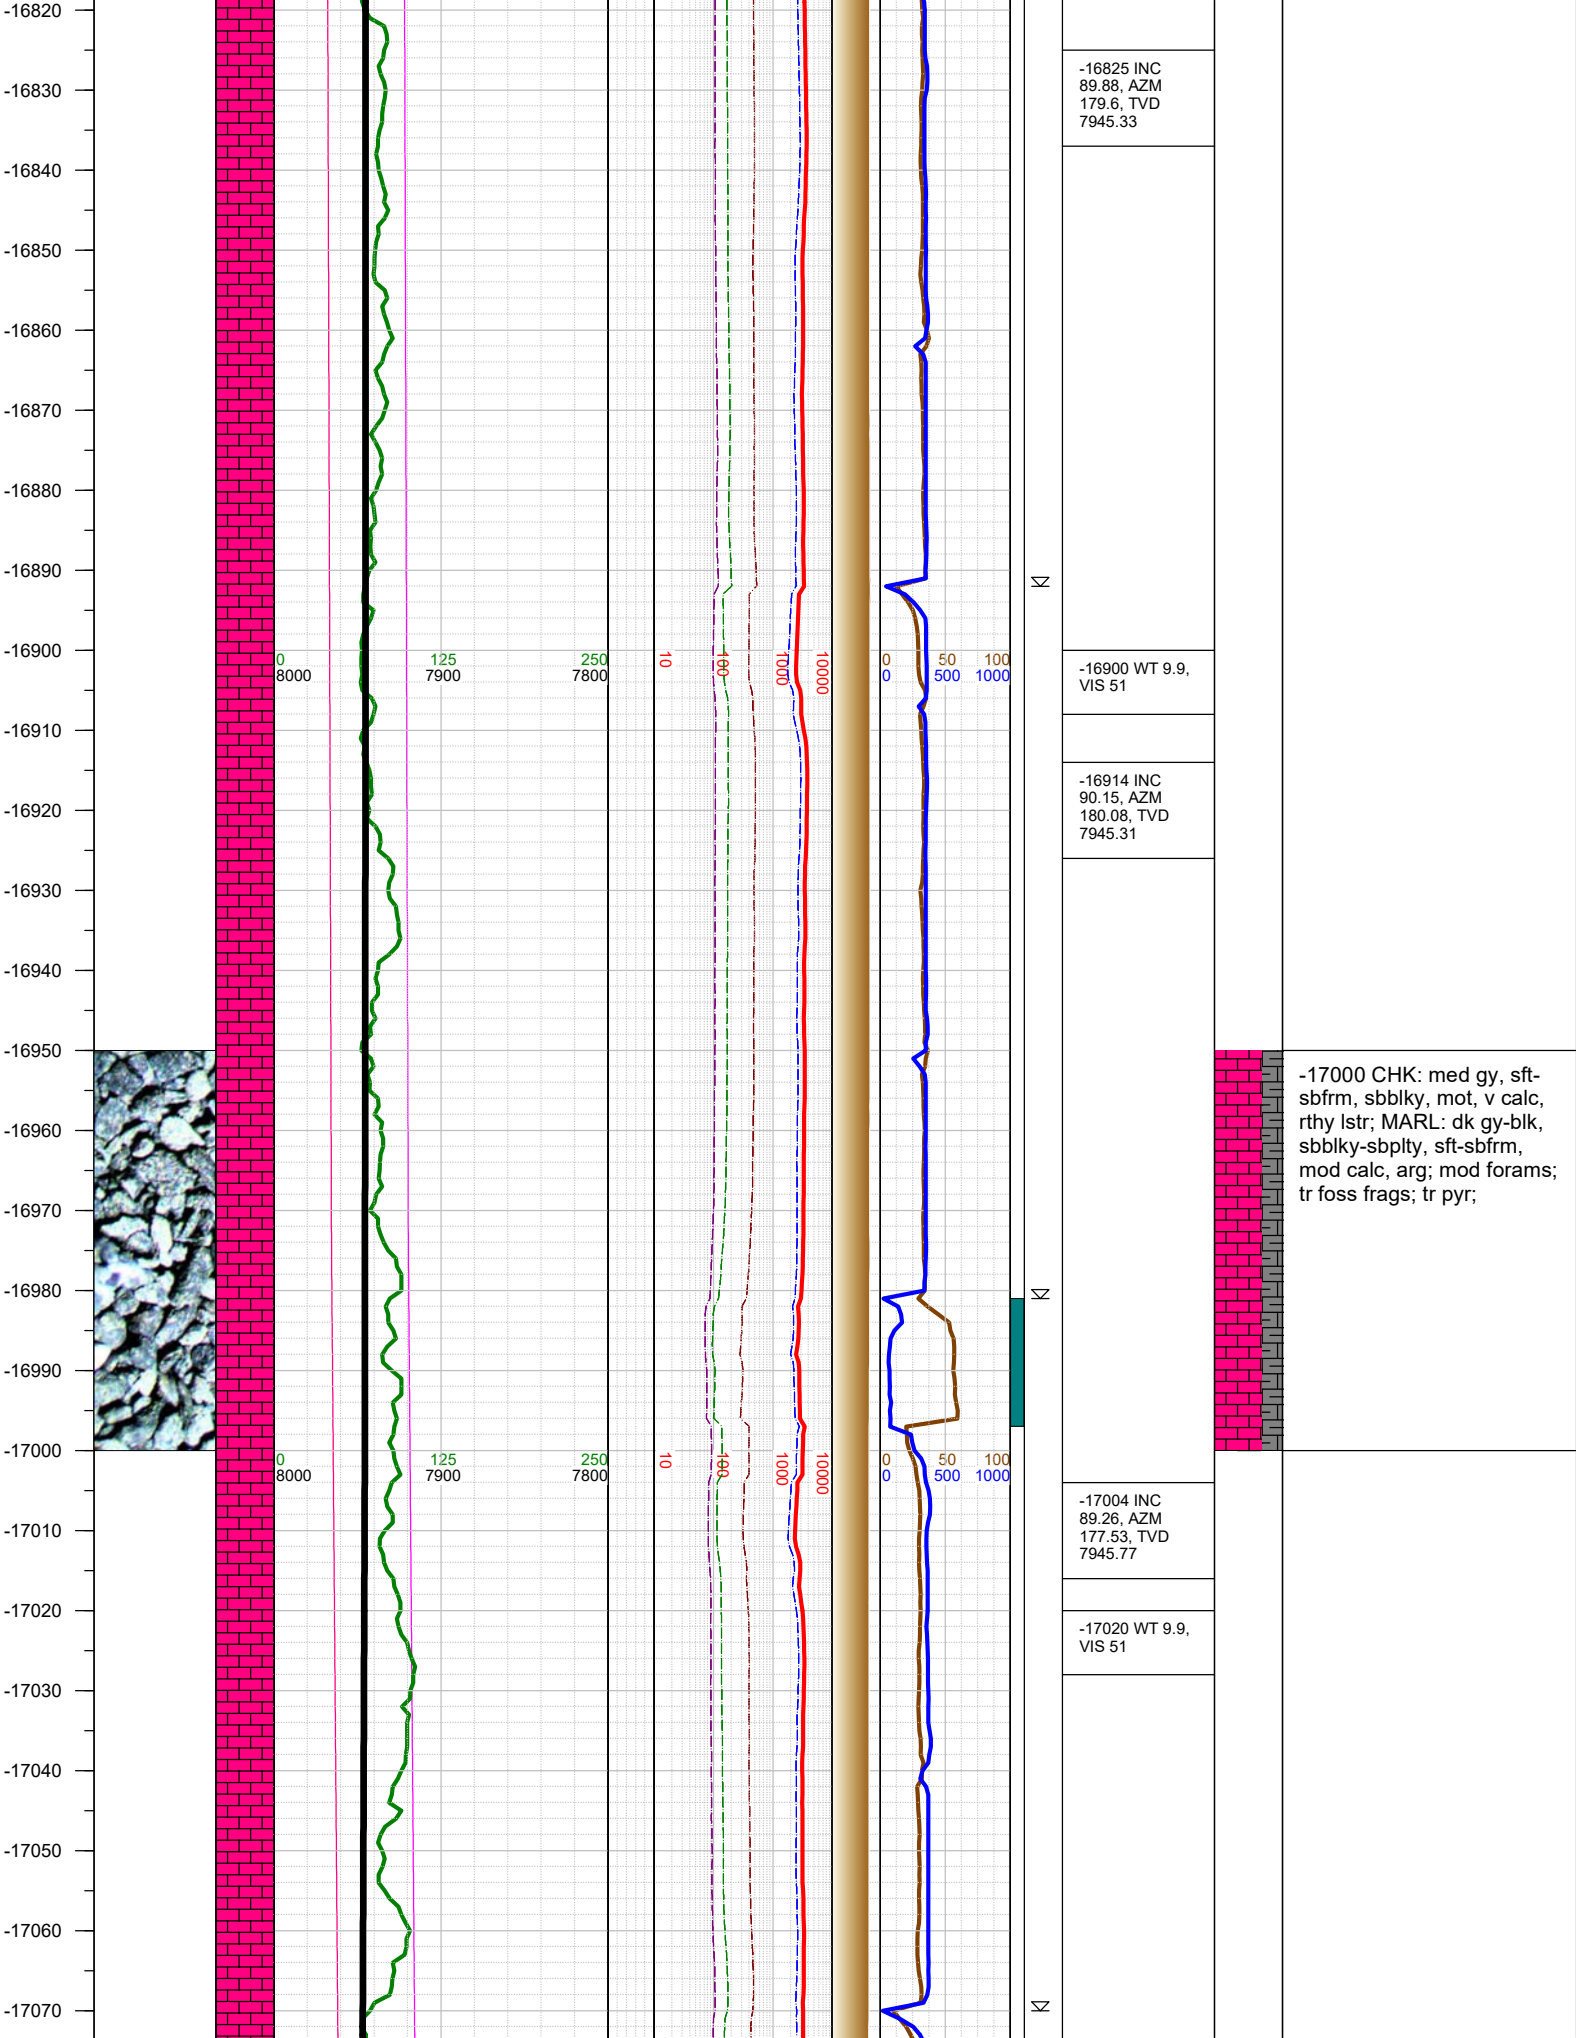 -16820
-16825 INC
89.88, AZM
179.6, TVD
7945.33
-16830
-16840
-16850
-16860
-16870
-16880
-16890
-16900
0 125 250
8000 7900 7800
10 100 1000 10000
0 50 100
0 500 1000
-16900 WT 9.9,
VIS 51
-16910
-16914 INC
90.15, AZM
180.08, TVD
7945.31
-16920
-16930
-16940
-16950
-17000 CHK: med gy, sft-
sbfrm, sbblky, mot, v calc,
rthy lstr; MARL: dk gy-blk,
sbblky-sbplty, sft-sbfrm,
mod calc, arg; mod forams;
tr foss frags; tr pyr;
-16960
-16970
-16980
-16990
-17000
0 125 250
8000 7900 7800
10 100 1000 10000
0 50 100
0 500 1000
-17004 INC
89.26, AZM
177.53, TVD
7945.77
-17010
-17020
-17020 WT 9.9,
VIS 51
-17030
-17040
-17050
-17060
-17070